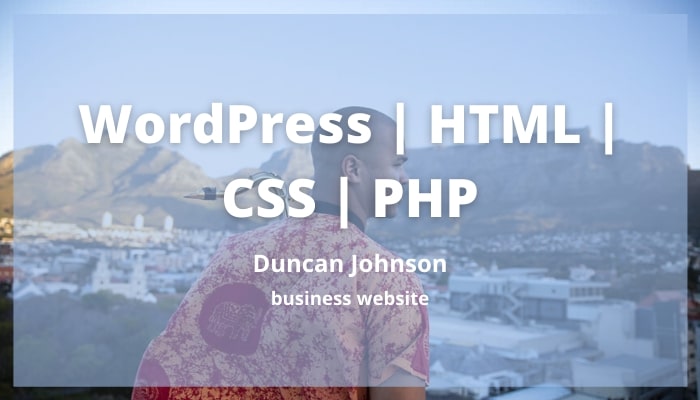 WordPress | HTML |
CSS | PHP
Duncan Johnson
business website